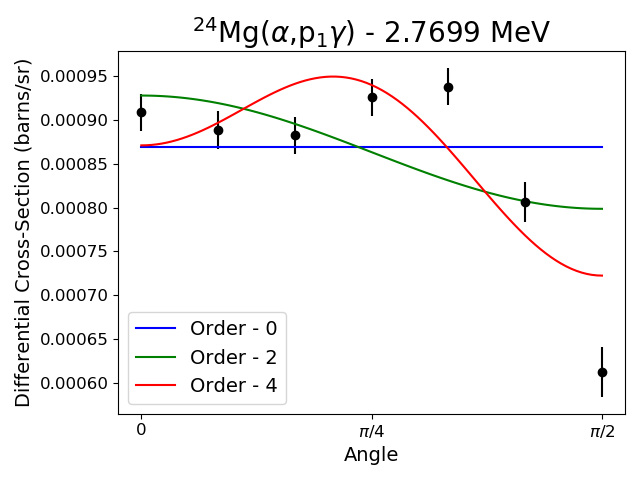 ²⁴Mg(α,p₁γ) - 2.7699 MeV
Differential Cross-Section (barns/sr)
0.00095
0.00090
0.00085
0.00080
0.00075
0.00070
0.00065
0.00060
Order - 0
Order - 2
Order - 4
0
π/4
π/2
Angle